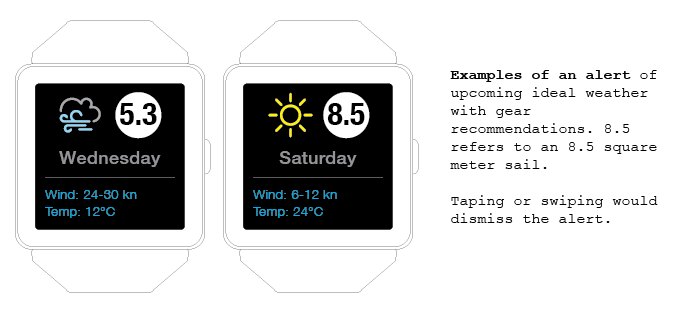 5.3
Wednesday
Wind: 24-30 kn
Temp: 12°C
8.5
Saturday
Wind: 6-12 kn
Temp: 24°C
Examples of an alert of
upcoming ideal weather
with gear
recommendations. 8.5
refers to an 8.5 square
meter sail.
Taping or swiping would
dismiss the alert.